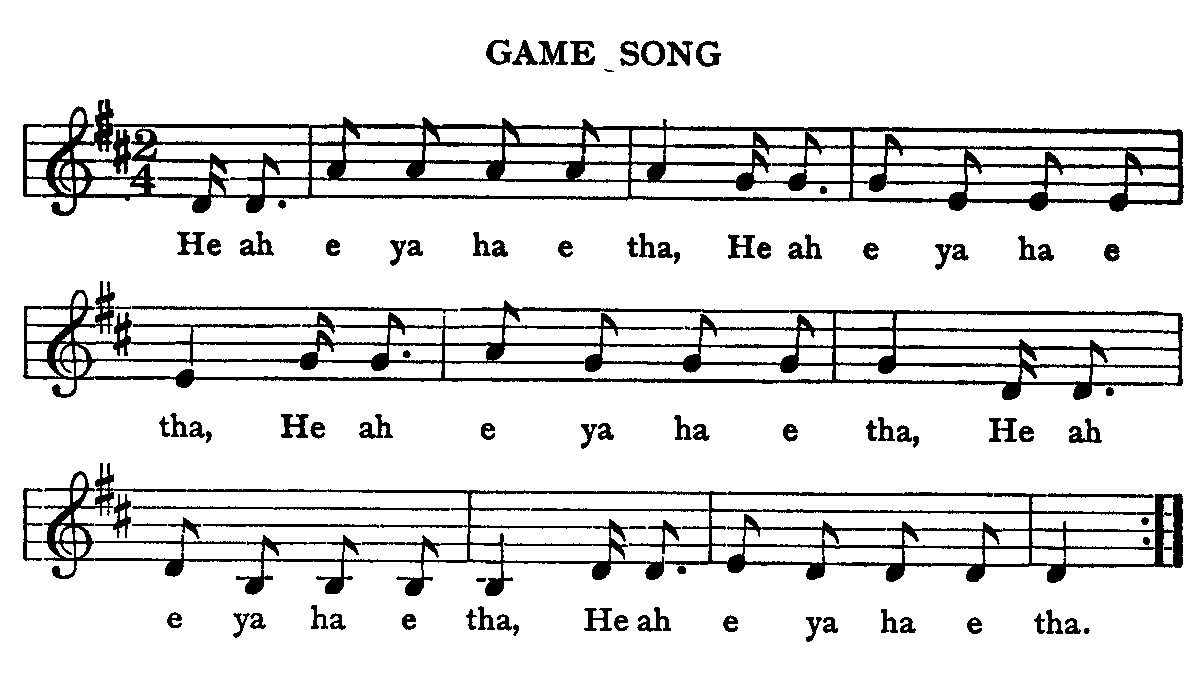 GAME SONG
2
4
He ah e ya ha e tha, He ah e ya ha e
tha, He ah e ya ha e tha, He ah
e ya ha e tha, He ah e ya ha e tha.